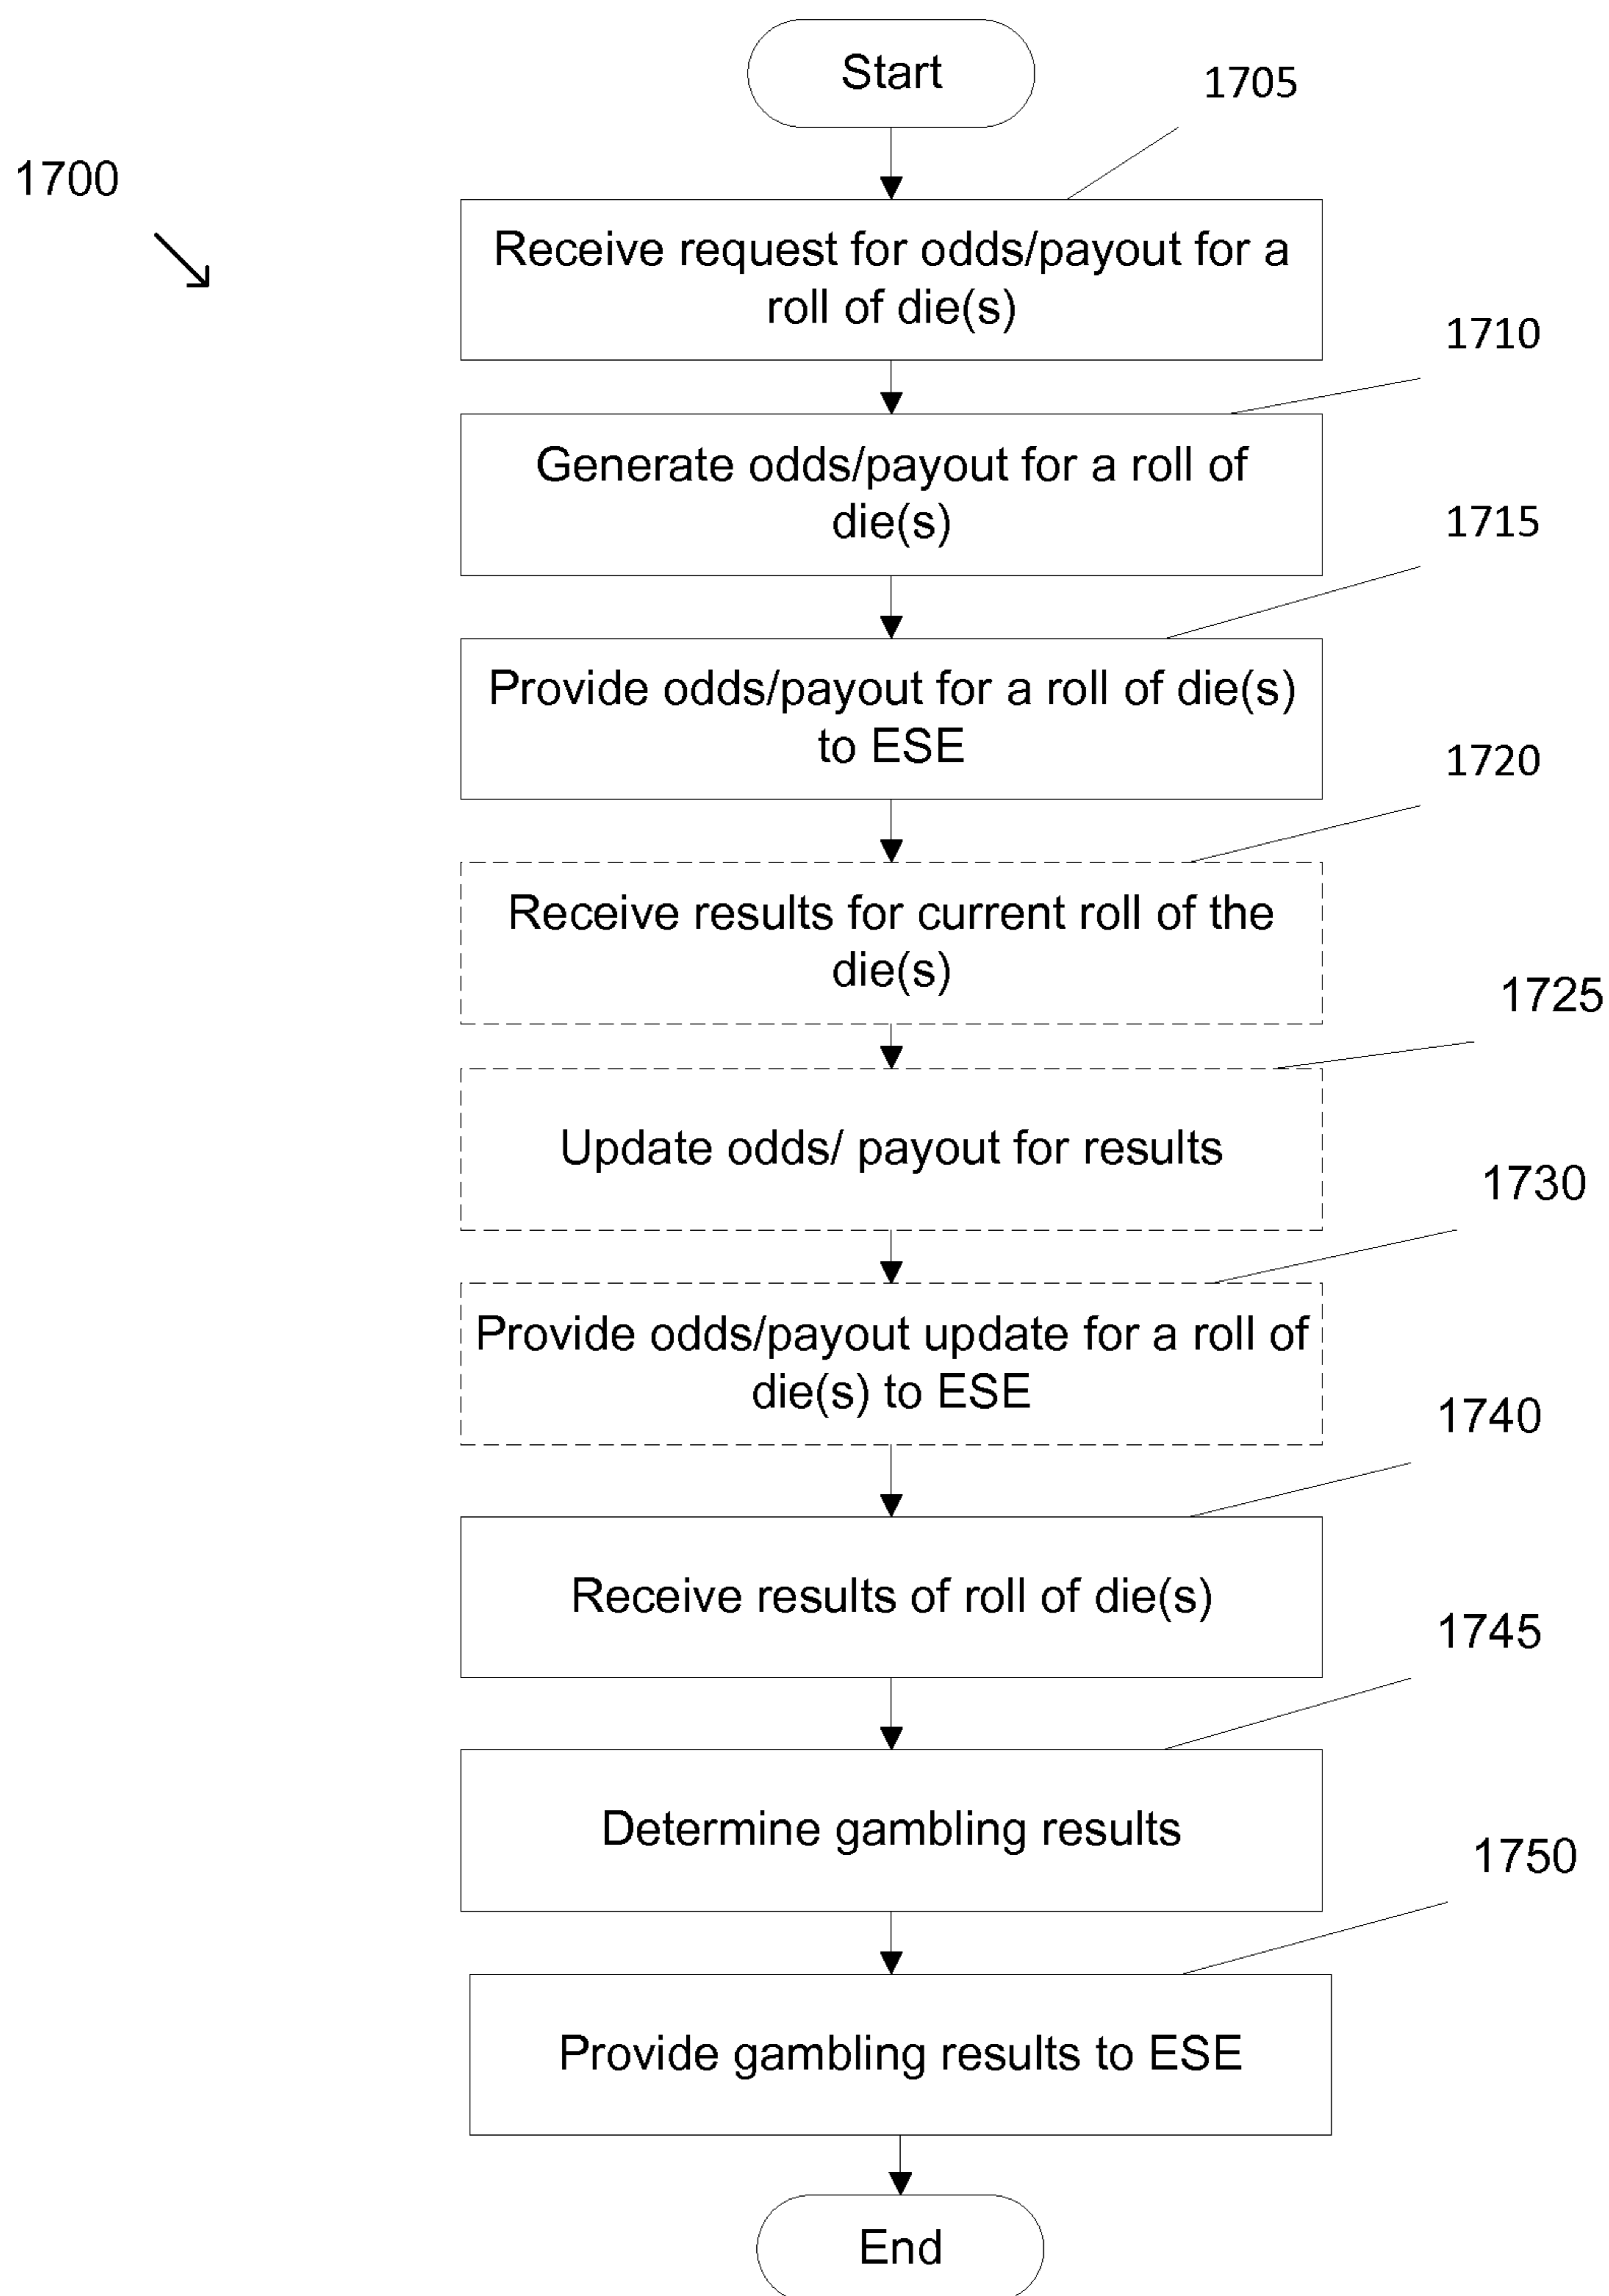 Start
1705
1700
Receive request for odds/payout for a
roll of die(s)
1710
Generate odds/payout for a roll of
die(s)
1715
Provide odds/payout for a roll of die(s)
to ESE
1720
Receive results for current roll of the
die(s)
1725
Update odds/ payout for results
1730
Provide odds/payout update for a roll of
die(s) to ESE
1740
Receive results of roll of die(s)
1745
Determine gambling results
1750
Provide gambling results to ESE
End